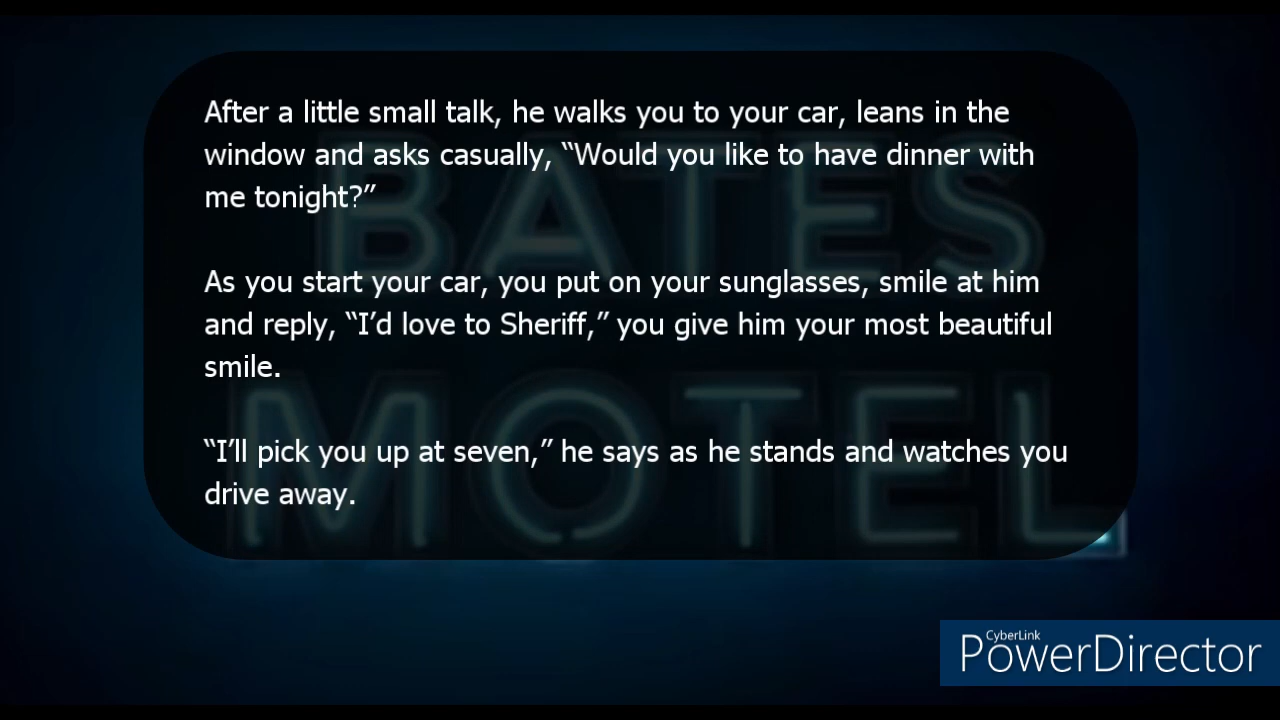 After a little small talk, he walks you to your car, leans in the
window and asks casually, “Would you like to have dinner with
me tonight?”
As you start your car, you put on your sunglasses, smile at him
and reply, “I’d love to Sheriff,” you give him your most beautiful
smile.
“I’ll pick you up at seven,” he says as he stands and watches you
drive away.
BATES
MOTEL
CyberLink
PowerDirector